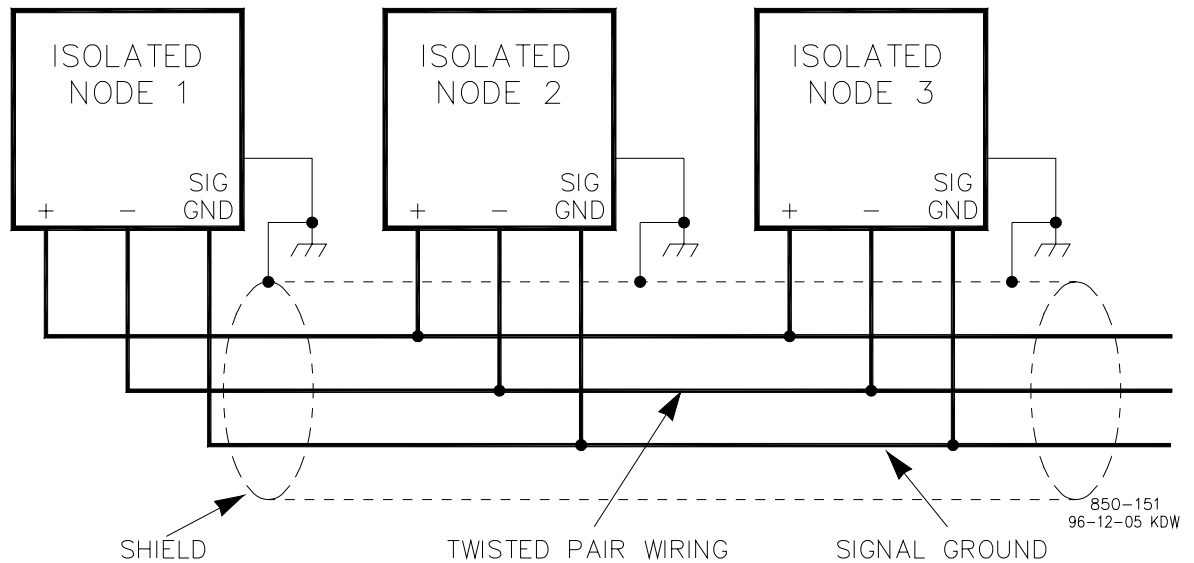 ISOLATED
NODE 1
SIG
+ − GND
ISOLATED
NODE 2
SIG
+ − GND
ISOLATED
NODE 3
SIG
+ − GND
850-151
96-12-05 KDW
SHIELD
TWISTED PAIR WIRING
SIGNAL GROUND